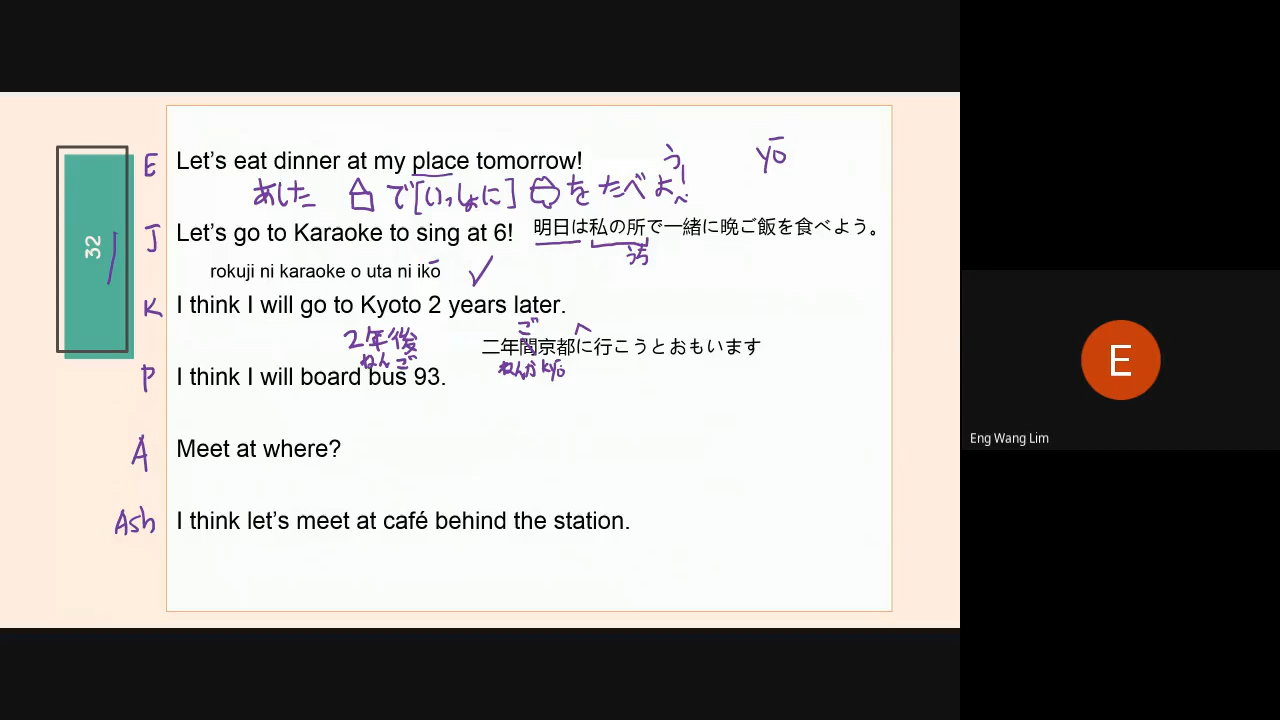 32
E Let's eat dinner at my place tomorrow! う yō
あした で[いっしょに] を たべよ
J Let's go to Karaoke to sing at 6! 明日は私の所で一緒に晩ご飯を食べよう。
うち
rokuji ni karaoke o uta ni ikō ✓
K I think I will go to Kyoto 2 years later.
ご へ
2年後 二年間京都に行こうとおもいます
ねんご ねんかん kyō
P I think I will board bus 93.
A Meet at where?
Ash I think let's meet at café behind the station.
E
Eng Wang Lim